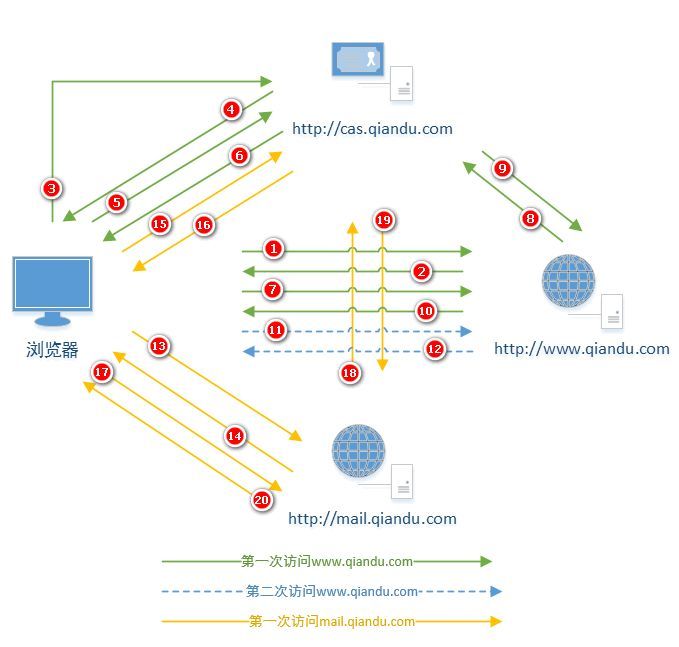 http://cas.qiandu.com
4
6
9
3
5
8
15
16
19
1
2
7
10
11
12
http://www.qiandu.com
浏览器
13
17
18
14
20
http://mail.qiandu.com
第一次访问www.qiandu.com
第二次访问www.qiandu.com
第一次访问mail.qiandu.com